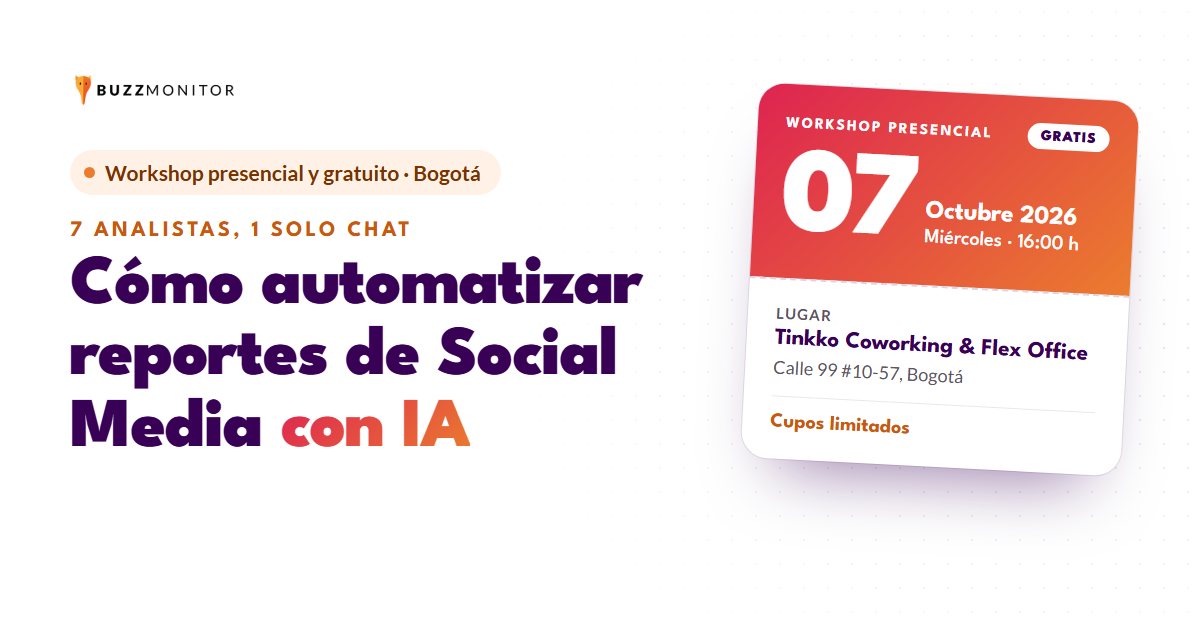 BUZZMONITOR
Workshop presencial y gratuito · Bogotá
7 ANALISTAS, 1 SOLO CHAT
Cómo automatizar
reportes de Social
Media con IA
WORKSHOP PRESENCIAL
GRATIS
07
Octubre 2026
Miércoles · 16:00 h
LUGAR
Tinkko Coworking & Flex Office
Calle 99 #10-57, Bogotá
Cupos limitados